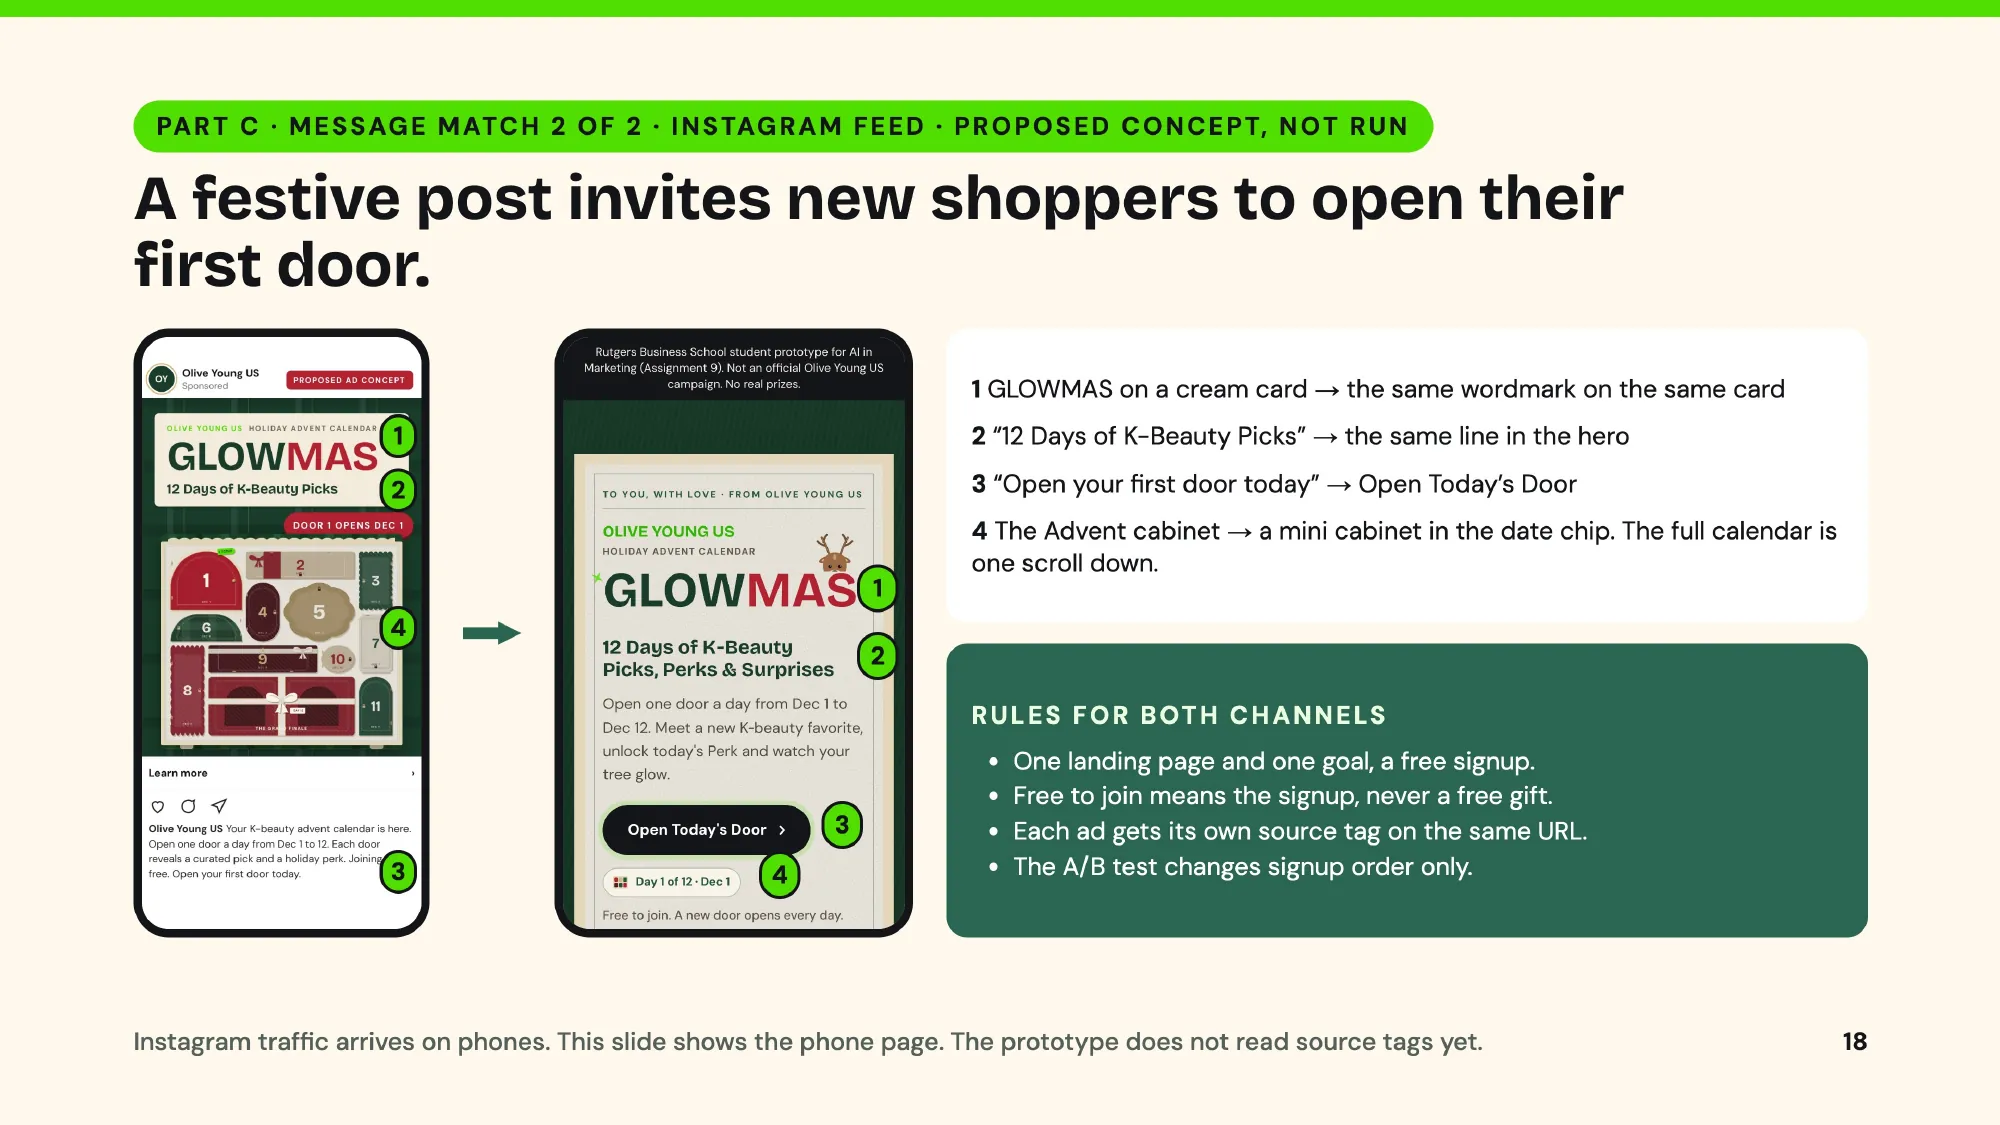 PART C · MESSAGE MATCH 2 OF 2 · INSTAGRAM FEED · PROPOSED CONCEPT, NOT RUN
A festive post invites new shoppers to open their
first door.
OY
Olive Young US
Sponsored
PROPOSED AD CONCEPT
OLIVE YOUNG US HOLIDAY ADVENT CALENDAR
1
GLOWMAS
12 Days of K-Beauty Picks
2
DOOR 1 OPENS DEC 1
1
2
3
4
5
6
7
4
8
9
10
11
Learn more ›
Olive Young US Your K-beauty advent calendar is here.
Open one door a day from Dec 1 to 12. Each door
reveals a curated pick and a holiday perk. Joining
free. Open your first door today.
3
Rutgers Business School student prototype for AI in
Marketing (Assignment 9). Not an official Olive Young US
campaign. No real prizes.
TO YOU, WITH LOVE · FROM OLIVE YOUNG US
OLIVE YOUNG US
HOLIDAY ADVENT CALENDAR
GLOWMAS
1
12 Days of K-Beauty
Picks, Perks & Surprises
2
Open one door a day from Dec 1 to
Dec 12. Meet a new K-beauty favorite,
unlock today's Perk and watch your
tree glow.
Open Today's Door ›
3
Day 1 of 12 · Dec 1
4
Free to join. A new door opens every day.
1 GLOWMAS on a cream card → the same wordmark on the same card
2 “12 Days of K-Beauty Picks” → the same line in the hero
3 “Open your first door today” → Open Today’s Door
4 The Advent cabinet → a mini cabinet in the date chip. The full calendar is
one scroll down.
RULES FOR BOTH CHANNELS
• One landing page and one goal, a free signup.
• Free to join means the signup, never a free gift.
• Each ad gets its own source tag on the same URL.
• The A/B test changes signup order only.
Instagram traffic arrives on phones. This slide shows the phone page. The prototype does not read source tags yet.
18